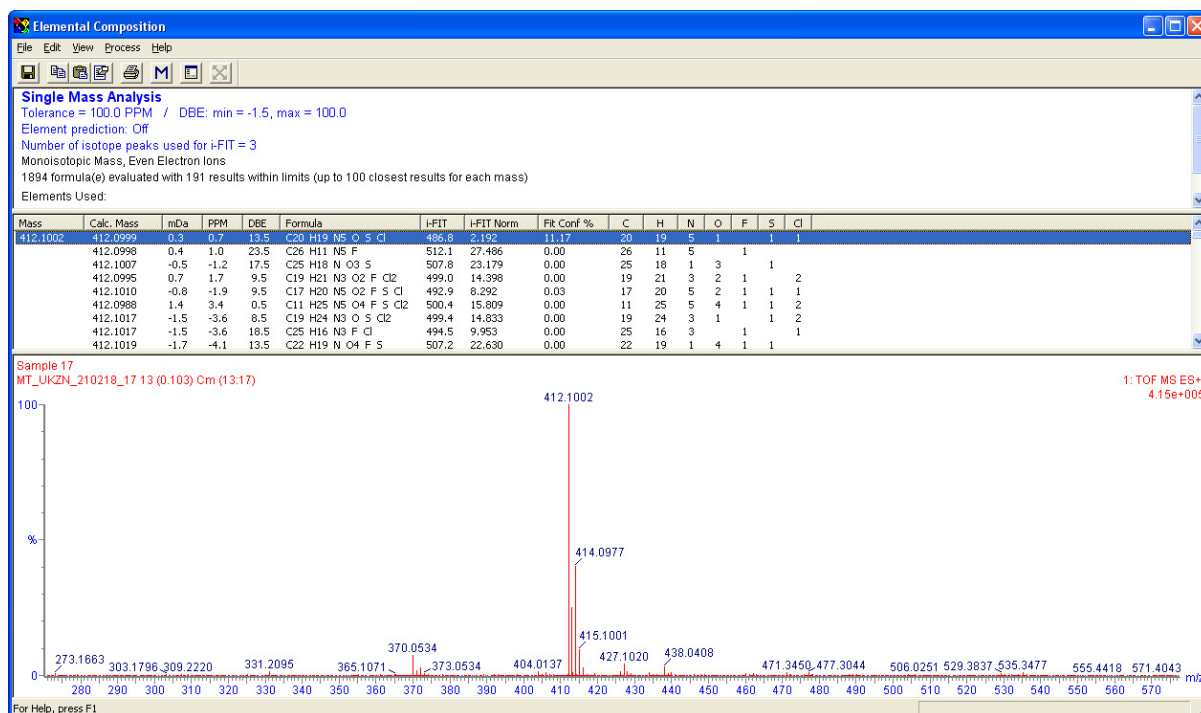 Elemental Composition
File Edit View Process Help
Single Mass Analysis
Tolerance = 100.0 PPM / DBE: min = -1.5, max = 100.0
Element prediction: Off
Number of isotope peaks used for i-FIT = 3
Monoisotopic Mass, Even Electron Ions
1894 formula(e) evaluated with 191 results within limits (up to 100 closest results for each mass)
Elements Used:
Mass Calc. Mass mDa PPM DBE Formula i-FIT i-FIT Norm Fit Conf % C H N O F S Cl
412.1002 412.0999 0.3 0.7 13.5 C20 H19 N5 O S Cl 486.8 2.192 11.17 20 19 5 1 1 1
412.0998 0.4 1.0 23.5 C26 H11 N5 F 512.1 27.486 0.00 26 11 5 1
412.1007 -0.5 -1.2 17.5 C25 H18 N O3 S 507.8 23.179 0.00 25 18 1 3 1
412.0995 0.7 1.7 9.5 C19 H21 N3 O2 F Cl2 499.0 14.398 0.00 19 21 3 2 1 2
412.1010 -0.8 -1.9 9.5 C17 H20 N5 O2 F S Cl 492.9 8.292 0.03 17 20 5 2 1 1 1
412.0988 1.4 3.4 0.5 C11 H25 N5 O4 F S Cl2 500.4 15.809 0.00 11 25 5 4 1 1 2
412.1017 -1.5 -3.6 8.5 C19 H24 N3 O S Cl2 499.4 14.833 0.00 19 24 3 1 1 2
412.1017 -1.5 -3.6 18.5 C25 H16 N3 F Cl 494.5 9.953 0.00 25 16 3 1 1
412.1019 -1.7 -4.1 13.5 C22 H19 N O4 F S 507.2 22.630 0.00 22 19 1 4 1 1
Sample 17
MT_UKZN_210218_17 13 (0.103) Cm (13:17)
1: TOF MS ES+
4.15e+005
100
412.1002
%
414.0977
415.1001
370.0534
427.1020
438.0408
273.1663
303.1796
309.2220
331.2095
365.1071
373.0534
404.0137
471.3450
477.3044
506.0251
529.3837
535.3477
555.4418
571.4043
0
280 290 300 310 320 330 340 350 360 370 380 390 400 410 420 430 440 450 460 470 480 490 500 510 520 530 540 550 560 570
m/z
For Help, press F1